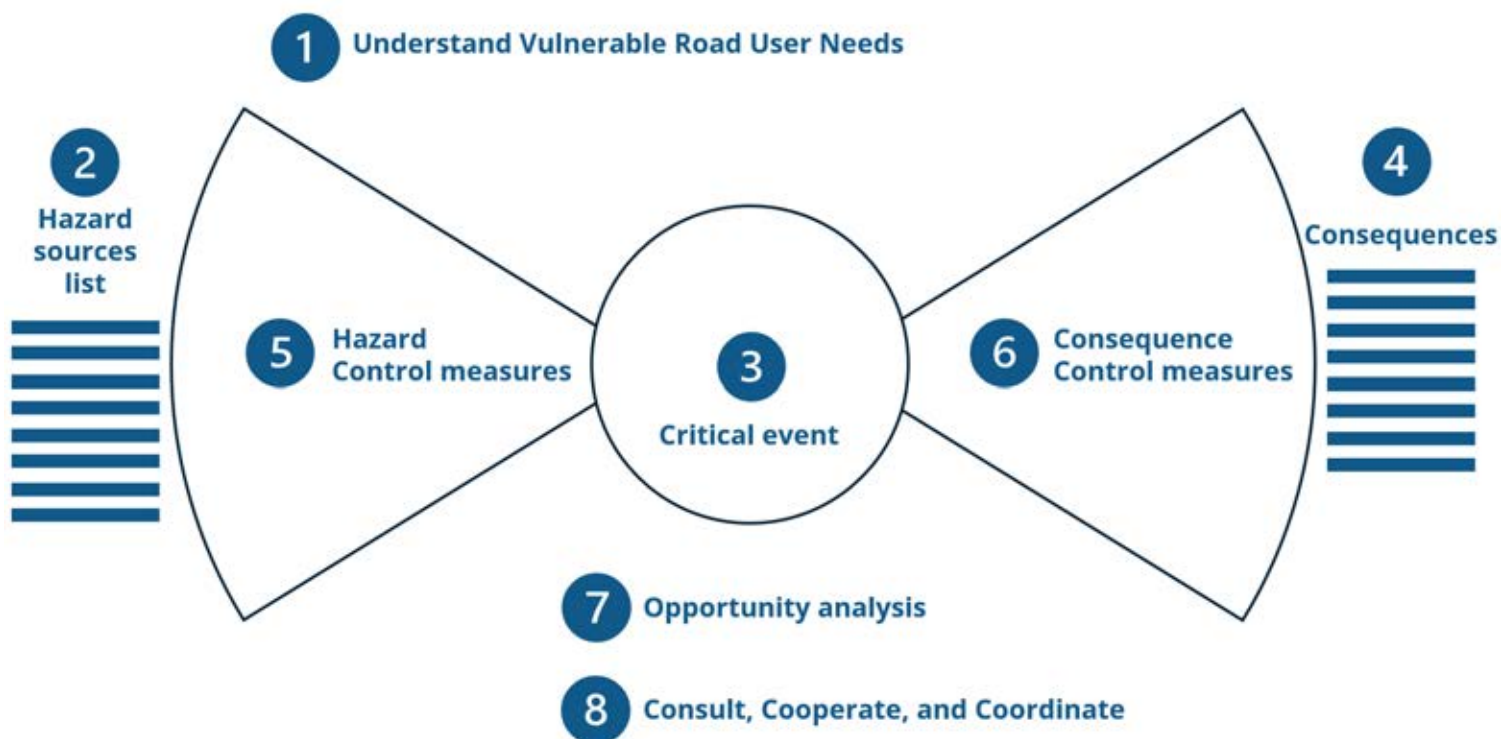 1 Understand Vulnerable Road User Needs
2
Hazard
sources
list
3
Critical event
4
Consequences
5 Hazard
Control measures
6 Consequence
Control measures
7 Opportunity analysis
8 Consult, Cooperate, and Coordinate